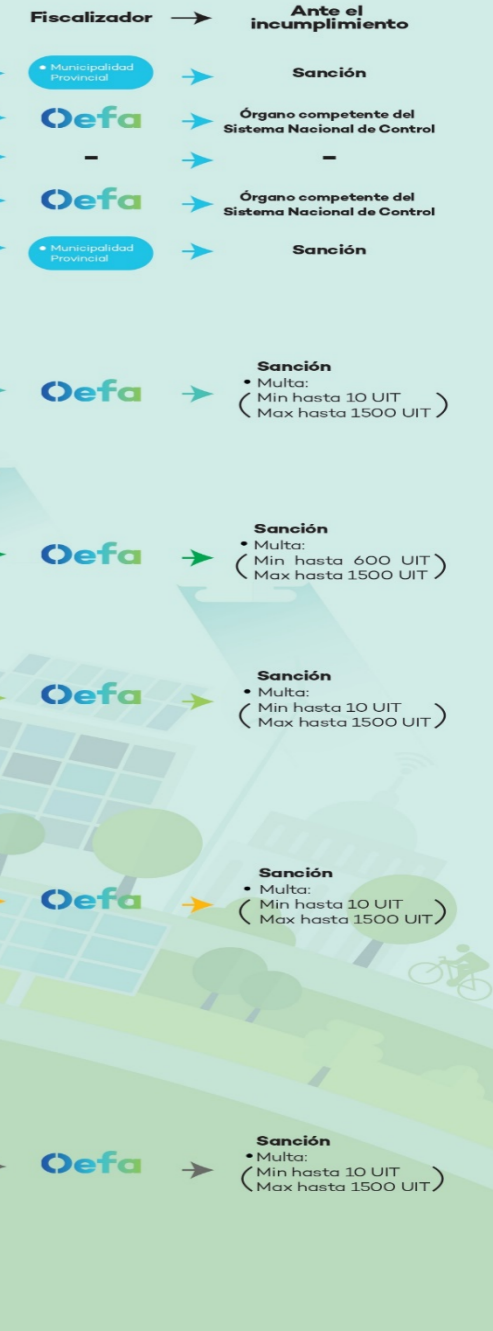 Fiscalizador → Ante el
incumplimiento
• Municipalidad
Provincial
Sanción
Oefa
Órgano competente del
Sistema Nacional de Control
-
-
Oefa
Órgano competente del
Sistema Nacional de Control
• Municipalidad
Provincial
Sanción
Oefa
Sanción
• Multa:
(Min hasta 10 UIT
Max hasta 1500 UIT)
Oefa
Sanción
• Multa:
(Min hasta 600 UIT
Max hasta 1500 UIT)
Oefa
Sanción
• Multa:
(Min hasta 10 UIT
Max hasta 1500 UIT)
Oefa
Sanción
• Multa:
(Min hasta 10 UIT
Max hasta 1500 UIT)
Oefa
Sanción
• Multa:
(Min hasta 10 UIT
Max hasta 1500 UIT)